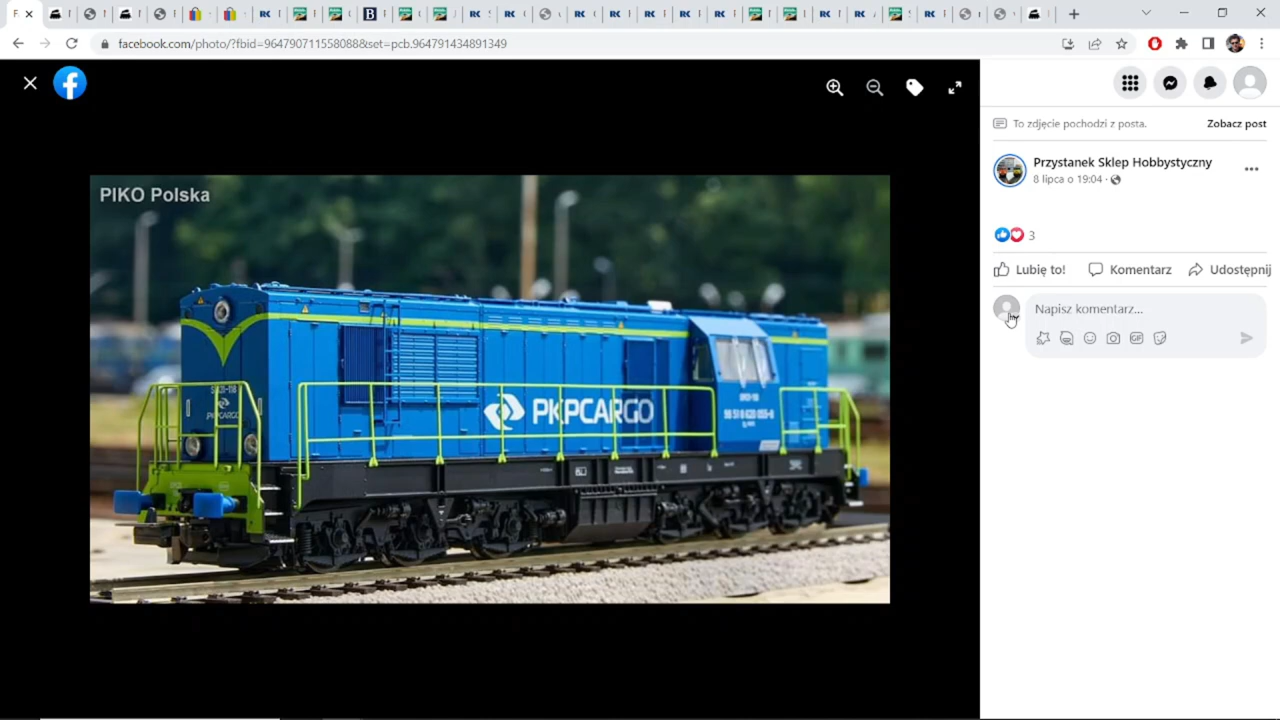 facebook.com/photo/?fbid=964790711558088&set=pcb.964791434891349
To zdjęcie pochodzi z posta.
Zobacz post
Przystanek Sklep Hobbystyczny
8 lipca o 19:04
3
Lubię to!
Komentarz
Udostępnij
Napisz komentarz...
PIKO Polska
PKPCARGO